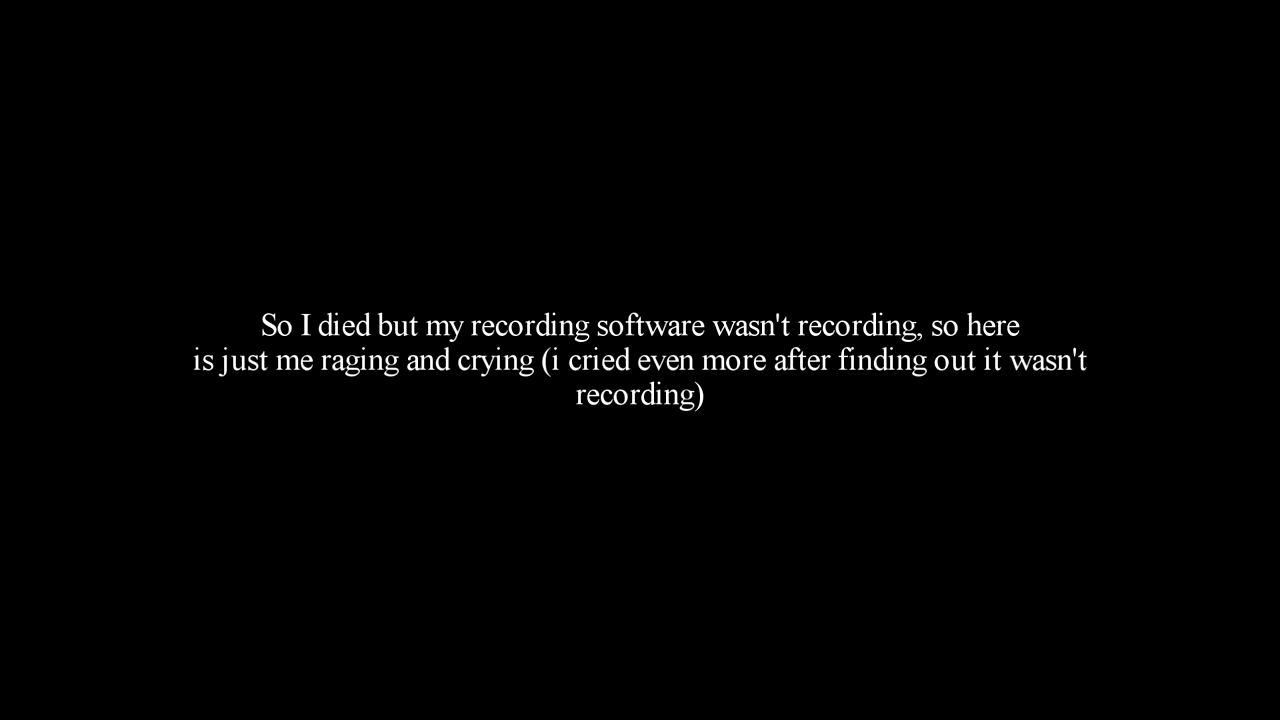 So I died but my recording software wasn't recording, so here
is just me raging and crying (i cried even more after finding out it wasn't
recording)